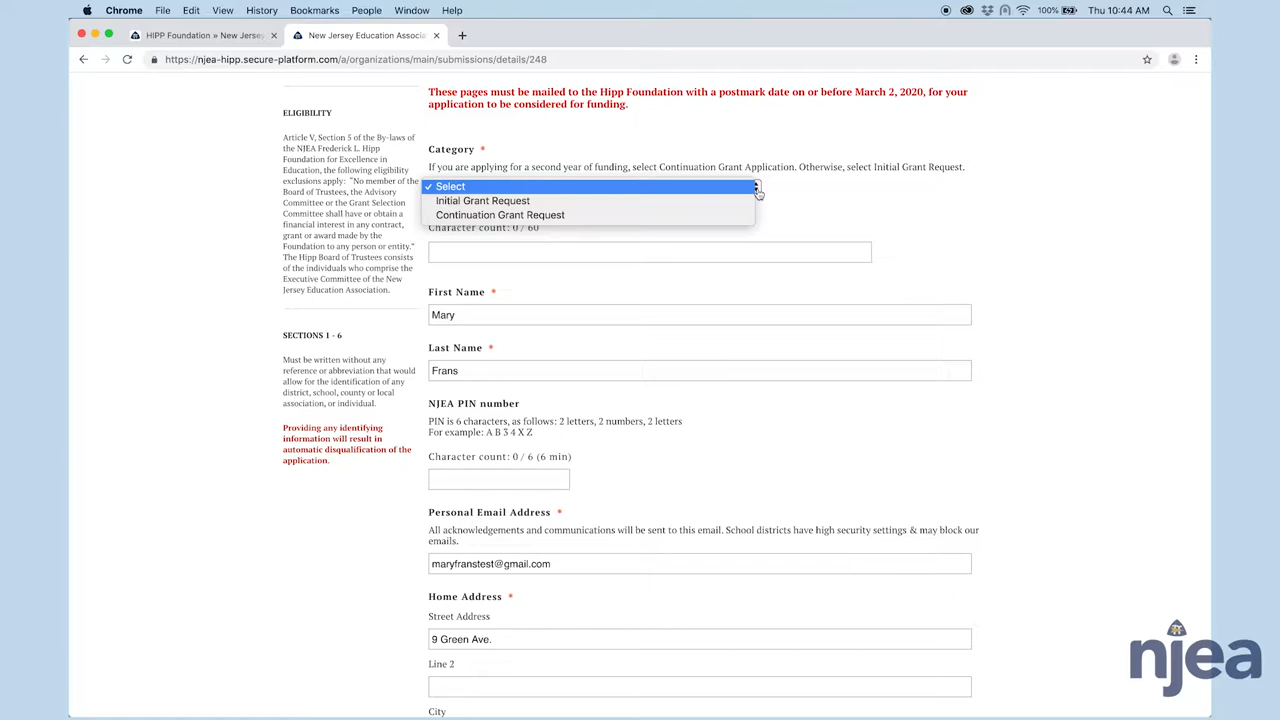 Chrome File Edit View History Bookmarks People Window Help 100% Thu 10:44 AM
HIPP Foundation » New Jersey
New Jersey Education Associa
https://njea-hipp.secure-platform.com/a/organizations/main/submissions/details/248
ELIGIBILITY
Article V, Section 5 of the By-laws of
the NJEA Frederick L. Hipp
Foundation for Excellence in
Education, the following eligibility
exclusions apply: "No member of the
Board of Trustees, the Advisory
Committee or the Grant Selection
Committee shall have or obtain a
financial interest in any contract,
grant or award made by the
Foundation to any person or entity."
The Hipp Board of Trustees consists
of the individuals who comprise the
Executive Committee of the New
Jersey Education Association.
SECTIONS 1 - 6
Must be written without any
reference or abbreviation that would
allow for the identification of any
district, school, county or local
association, or individual.
Providing any identifying
information will result in
automatic disqualification of the
application.
These pages must be mailed to the Hipp Foundation with a postmark date on or before March 2, 2020, for your
application to be considered for funding.
Category *
If you are applying for a second year of funding, select Continuation Grant Application. Otherwise, select Initial Grant Request.
✓ Select
Initial Grant Request
Continuation Grant Request
Character count: 0 / 60
First Name *
Mary
Last Name *
Frans
NJEA PIN number
PIN is 6 characters, as follows: 2 letters, 2 numbers, 2 letters
For example: A B 3 4 X Z
Character count: 0 / 6 (6 min)
Personal Email Address *
All acknowledgements and communications will be sent to this email. School districts have high security settings & may block our
emails.
maryfranstest@gmail.com
Home Address *
Street Address
9 Green Ave.
Line 2
City
njea